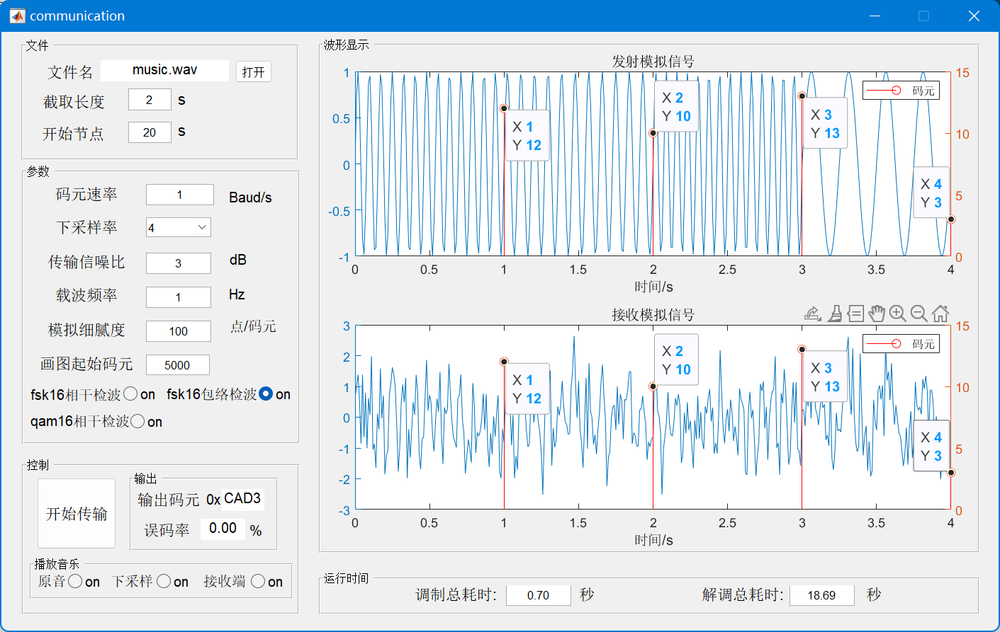 communication
文件
文件名 music.wav 打开
截取长度 2 s
开始节点 20 s
参数
码元速率 1 Baud/s
下采样率 4
传输信噪比 3 dB
载波频率 1 Hz
模拟细腻度 100 点/码元
画图起始码元 5000
fsk16相干检波 on fsk16包络检波 on
qam16相干检波 on
控制
开始传输
输出
输出码元 0x CAD3
误码率 0.00 %
播放音乐
原音 on 下采样 on 接收端 on
波形显示
发射模拟信号
1
0.5
0
-0.5
-1
15
10
5
0
码元
X 1
Y 12
X 2
Y 10
X 3
Y 13
X 4
Y 3
0 0.5 1 1.5 2 2.5 3 3.5 4
时间/s
接收模拟信号
3
2
1
0
-1
-2
-3
15
10
5
0
码元
X 1
Y 12
X 2
Y 10
X 3
Y 13
X 4
Y 3
0 0.5 1 1.5 2 2.5 3 3.5 4
时间/s
运行时间
调制总耗时: 0.70 秒 解调总耗时: 18.69 秒